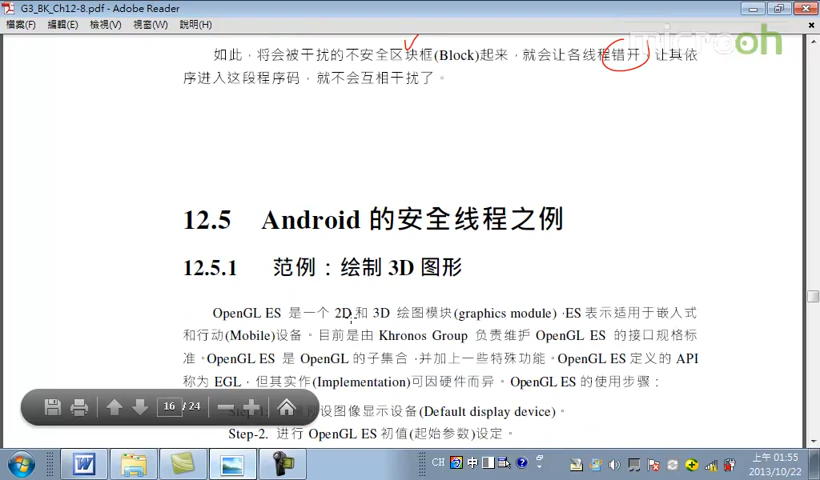 G3_BK_Ch12-8.pdf - Adobe Reader
檔案(F) 編輯(E) 檢視(V) 視窗(W) 說明(H)
microoh
如此，将会被干扰的不安全区块框(Block)起来，就会让各线程错开，让其依
序进入这段程序码，就不会互相干扰了。
12.5 Android 的安全线程之例
12.5.1 范例：绘制 3D 图形
OpenGL ES 是一个 2D 和 3D 绘图模块(graphics module)，ES 表示适用于嵌入式
和行动(Mobile)设备。目前是由 Khronos Group 负责维护 OpenGL ES 的接口规格标
准。OpenGL ES 是 OpenGL 的子集合，并加上一些特殊功能。OpenGL ES 定义的 API
称为 EGL，但其实作(Implementation)可因硬件而异。OpenGL ES 的使用步骤：
16 / 24
设图像显示设备(Default display device)。
Step-2. 进行 OpenGL ES 初值(起始参数)设定。
CH 中
上午 01:55
2013/10/22